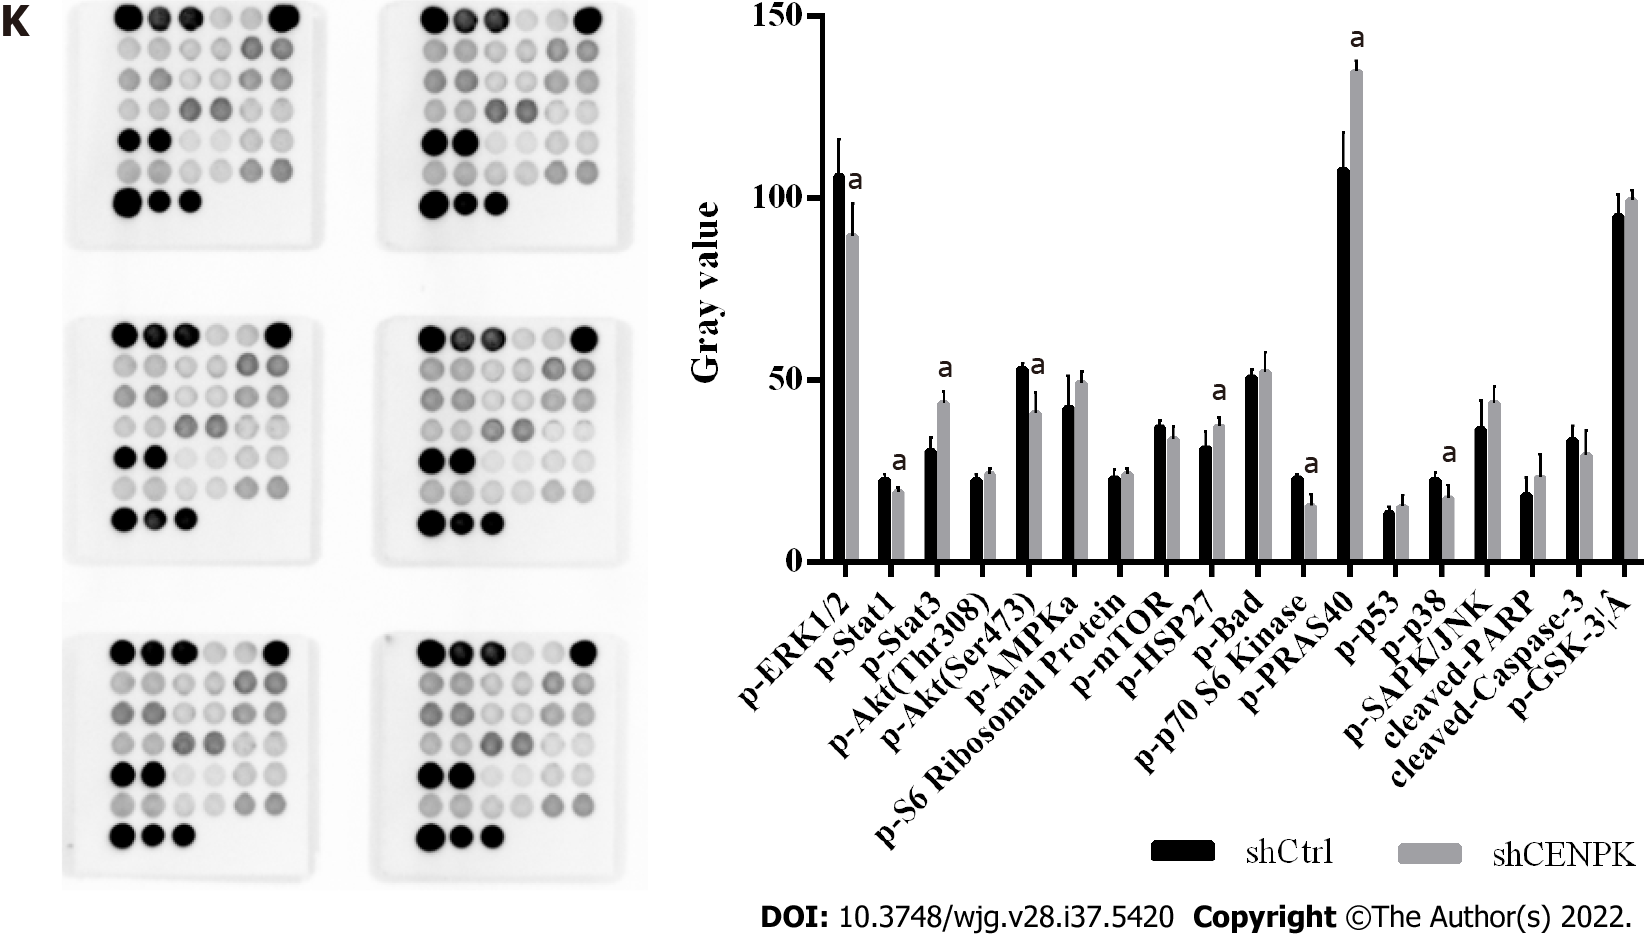 K
150
100
50
0
Gray value
a
a
a
a
a
a
a
a
p-ERK1/2
p-Stat1
p-Stat3
p-Akt(Thr308)
p-Akt(Ser473)
p-AMPKa
p-S6 Ribosomal Protein
p-mTOR
p-HSP27
p-Bad
p-p70 S6 Kinase
p-PRAS40
p-p53
p-p38
p-SAPK/JNK
cleaved-PARP
cleaved-Caspase-3
p-GSK-3¦Â
shCtrl
shCENPK
DOI: 10.3748/wjg.v28.i37.5420 Copyright ©The Author(s) 2022.